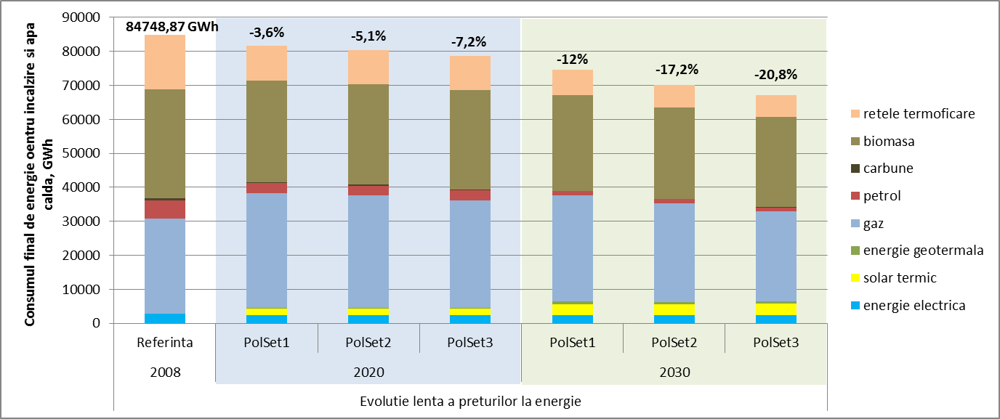 Consumul final de energie oentru incalzire si apa
calda, GWh
90000
80000
70000
60000
50000
40000
30000
20000
10000
0
84748,87 GWh
-3,6%
-5,1%
-7,2%
-12%
-17,2%
-20,8%
Referinta
PolSet1
PolSet2
PolSet3
PolSet1
PolSet2
PolSet3
2008
2020
2030
Evolutie lenta a preturilor la energie
retele termoficare
biomasa
carbune
petrol
gaz
energie geotermala
solar termic
energie electrica